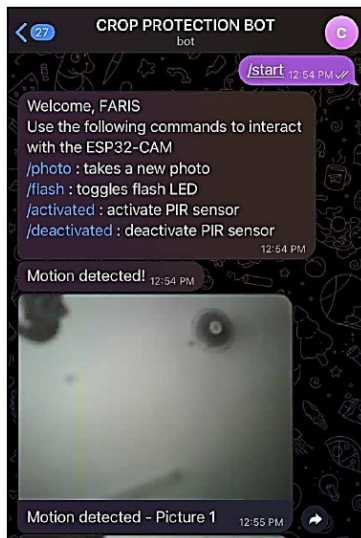 27
CROP PROTECTION BOT
bot
C
/start 12:54 PM
Welcome, FARIS
Use the following commands to interact
with the ESP32-CAM
/photo : takes a new photo
/flash : toggles flash LED
/activated : activate PIR sensor
/deactivated : deactivate PIR sensor
12:54 PM
Motion detected! 12:54 PM
Motion detected - Picture 1 12:55 PM